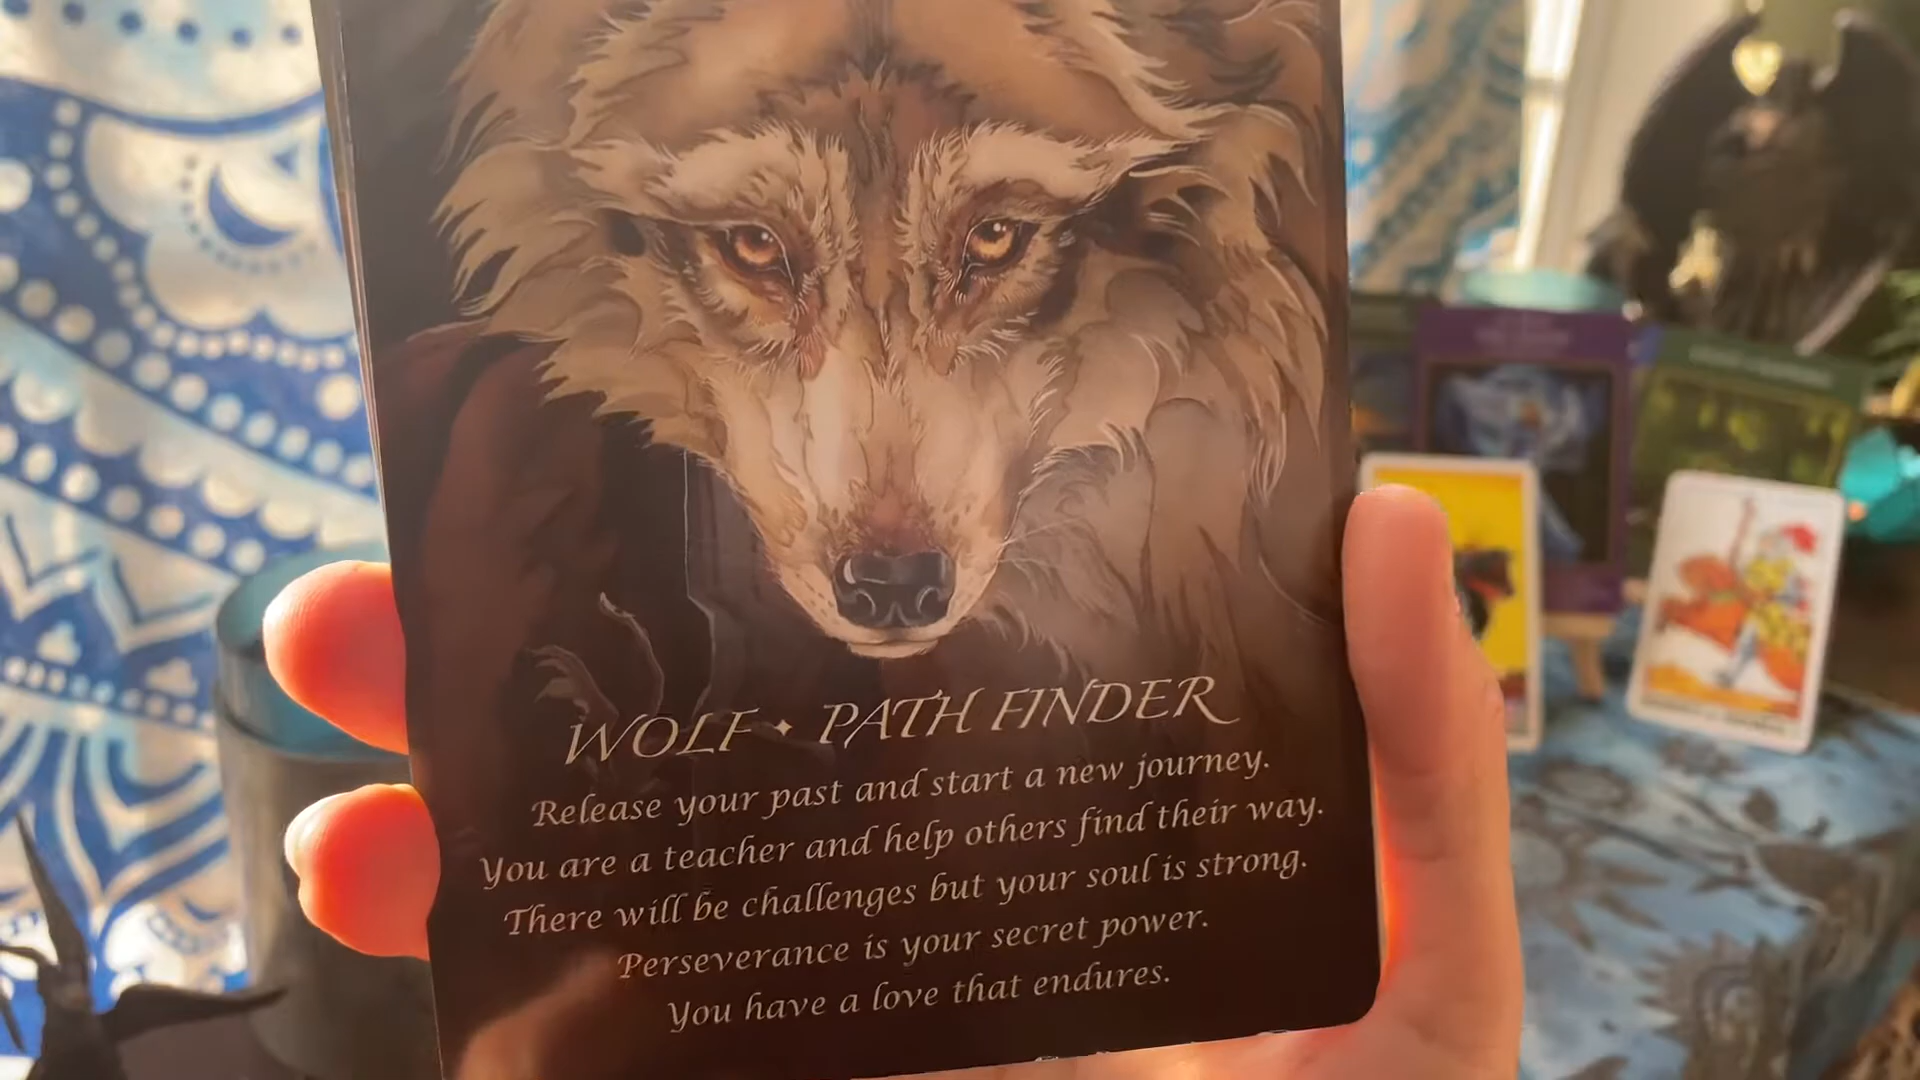 WOLF • PATH FINDER
Release your past and start a new journey.
You are a teacher and help others find their way.
There will be challenges but your soul is strong.
Perseverance is your secret power.
You have a love that endures.